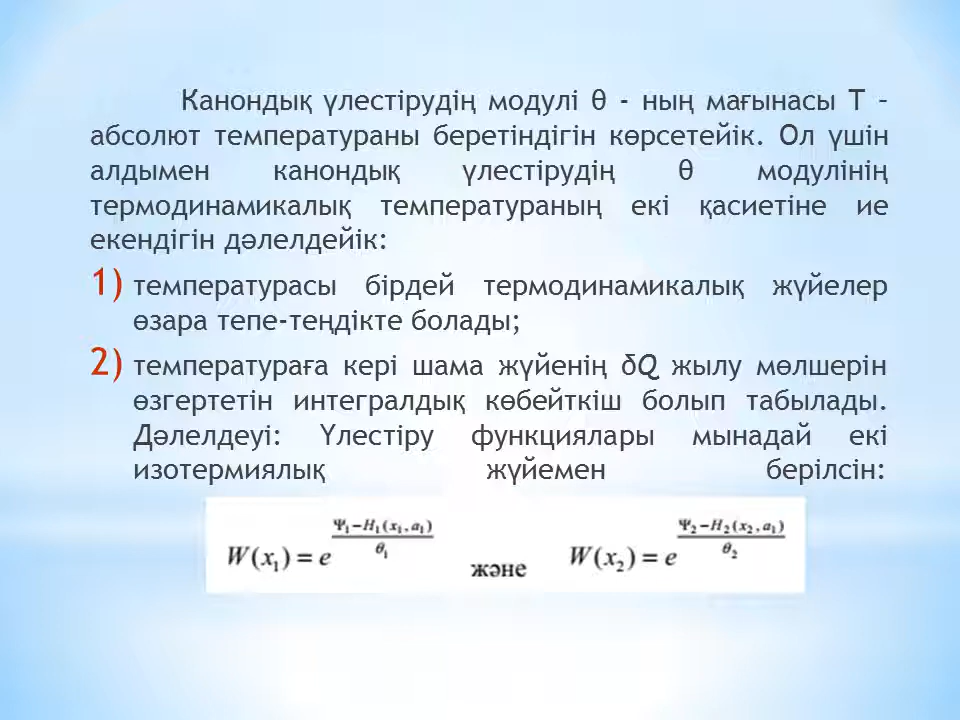 Канондық үлестірудің модулі θ - ның мағынасы T –
абсолют температураны беретіндігін көрсетейік. Ол үшін
алдымен канондық үлестірудің θ модулінің
термодинамикалық температураның екі қасиетіне ие
екендігін дәлелдейік:
1) температурасы бірдей термодинамикалық жүйелер
өзара тепе-теңдікте болады;
2) температураға кері шама жүйенің δQ жылу мөлшерін
өзгертетін интегралдық көбейткіш болып табылады.
Дәлелдеуі: Үлестіру функциялары мынадай екі
изотермиялық жүйемен берілсін:
W(x₁) = e^{(Ψ₁−H₁(x₁,a₁))/θ₁} және W(x₂) = e^{(Ψ₂−H₂(x₂,a₁))/θ₂}